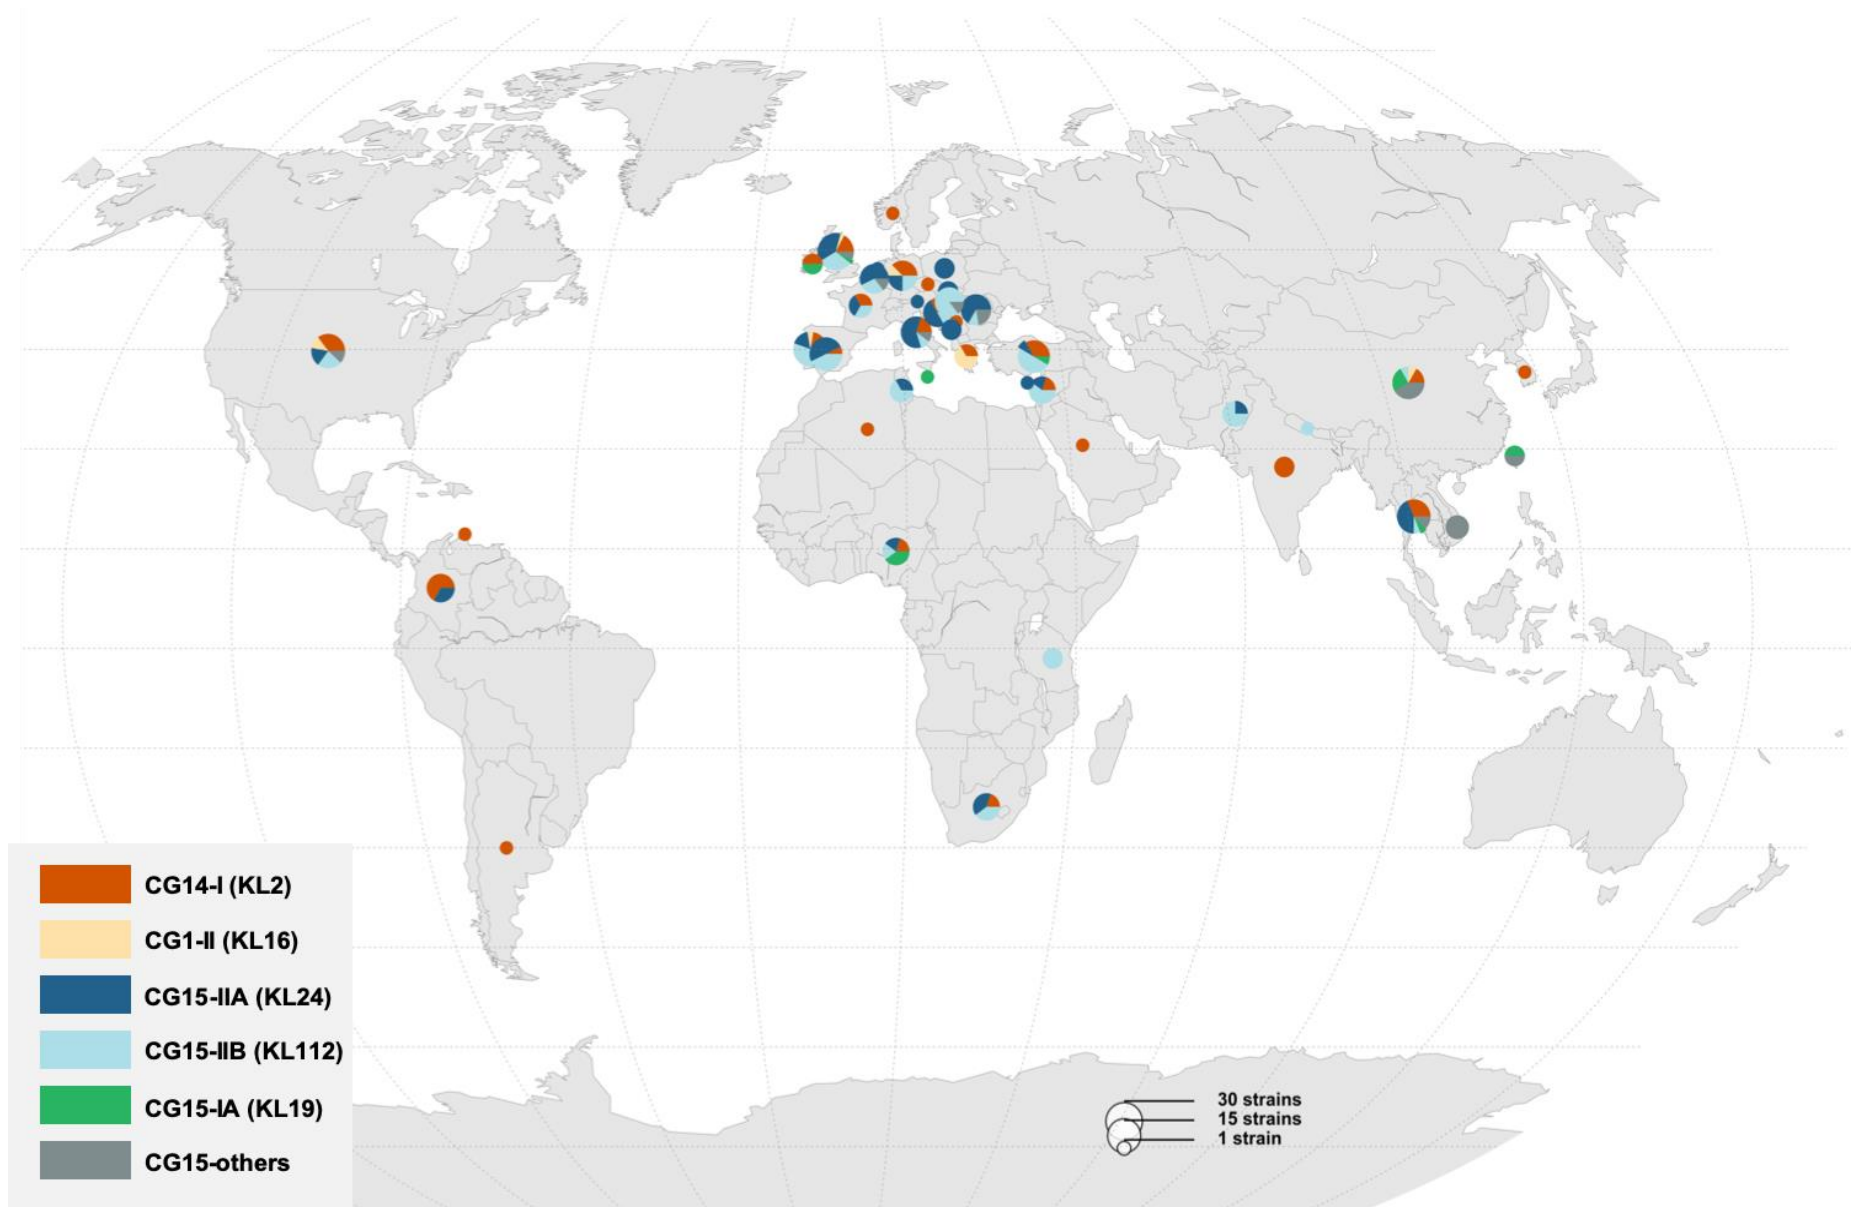 CG14-I (KL2)
CG1-II (KL16)
CG15-IIA (KL24)
CG15-IIB (KL112)
CG15-IA (KL19)
CG15-others
30 strains
15 strains
1 strain